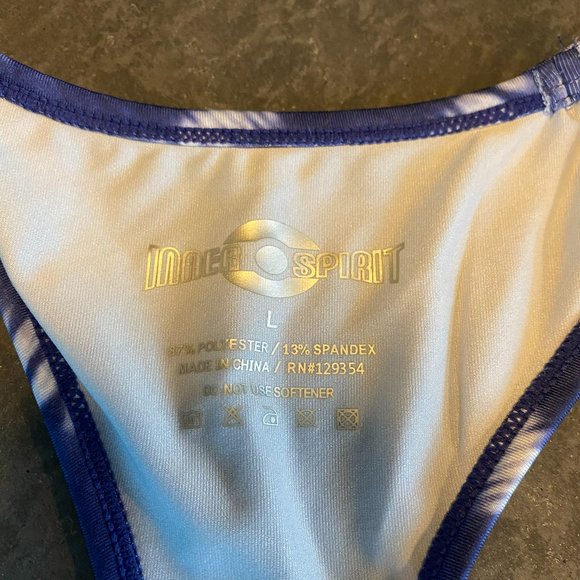 INNER SPIRIT
L
87% POLYESTER / 13% SPANDEX
MADE IN CHINA / RN#129354
DO NOT USE SOFTENER